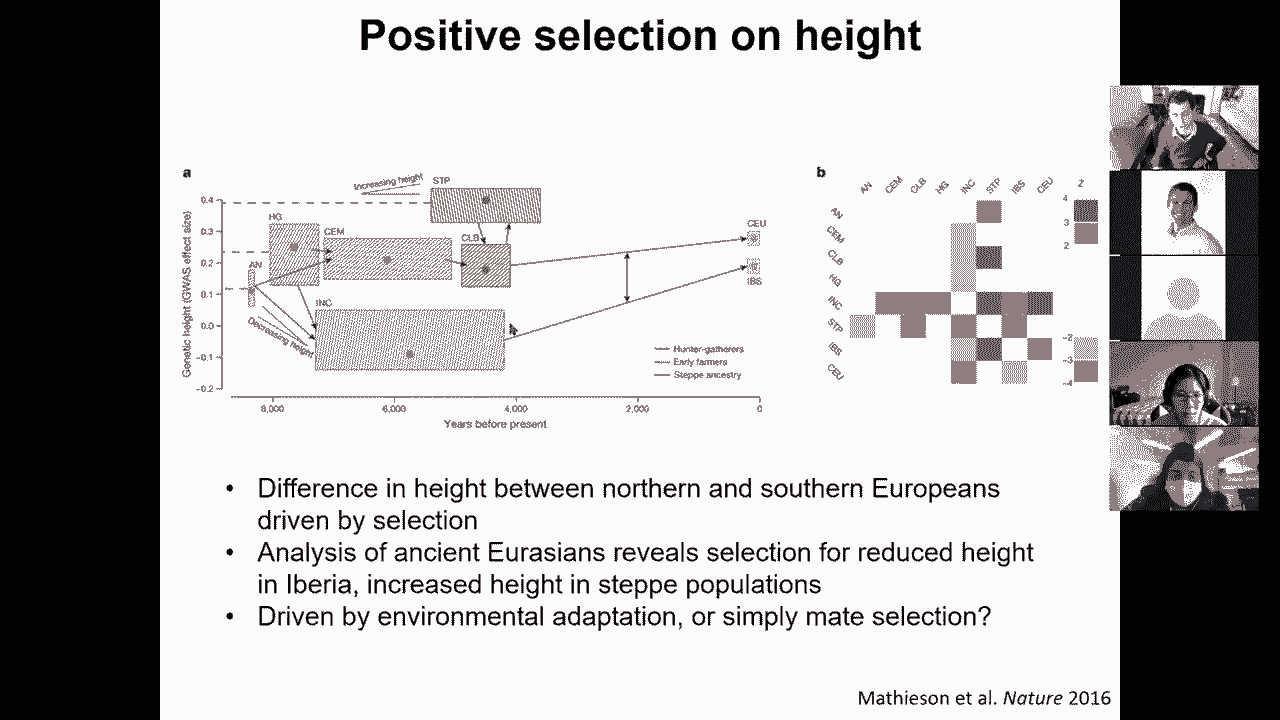 Positive selection on height
a
Increasing height
STP
HG
CEM
CLB
AN
INC
Decreasing height
CEU
IBS
Genetic height (GWAS effect size)
0.4
0.3
0.2
0.1
0.0
−0.1
−0.2
Hunter-gatherers
Early farmers
Steppe ancestry
8,000 6,000 4,000 2,000 0
Years before present
b
AN CEM CLB HG INC STP IBS CEU
Z
AN
CEM
CLB
HG
INC
STP
IBS
CEU
4
3
2
−2
−3
−4
• Difference in height between northern and southern Europeans
driven by selection
• Analysis of ancient Eurasians reveals selection for reduced height
in Iberia, increased height in steppe populations
• Driven by environmental adaptation, or simply mate selection?
Mathieson et al. Nature 2016